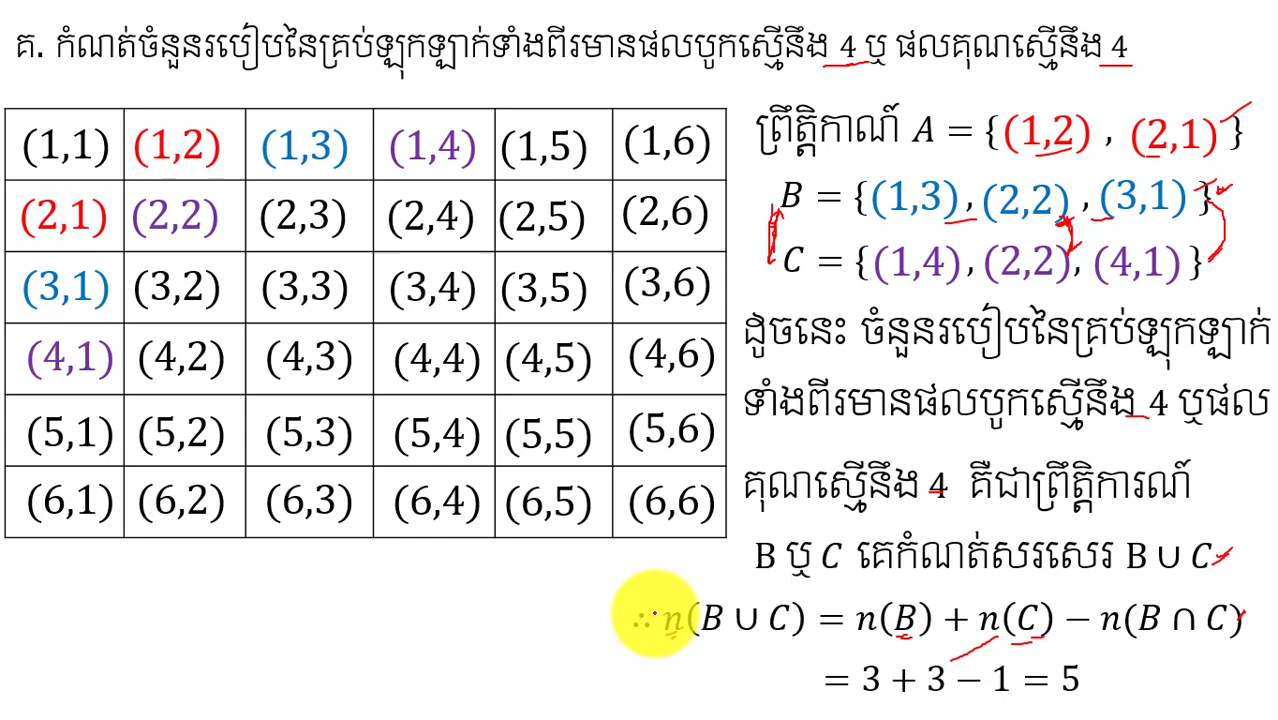 គ. កំណត់ចំនួនរបៀបនៃគ្រប់ឡុកឡាក់ទាំងពីរមានផលបូកស្មើនឹង 4 ឬ ផលគុណស្មើនឹង 4
(1,1) (1,2) (1,3) (1,4) (1,5) (1,6)
(2,1) (2,2) (2,3) (2,4) (2,5) (2,6)
(3,1) (3,2) (3,3) (3,4) (3,5) (3,6)
(4,1) (4,2) (4,3) (4,4) (4,5) (4,6)
(5,1) (5,2) (5,3) (5,4) (5,5) (5,6)
(6,1) (6,2) (6,3) (6,4) (6,5) (6,6)
ព្រឹត្តិកាណ៍ A = {(1,2) , (2,1) }
B = {(1,3) , (2,2) , (3,1) }
C = {(1,4), (2,2), (4,1) }
ដូចនេះ ចំនួនរបៀបនៃគ្រប់ឡុកឡាក់
ទាំងពីរមានផលបូកស្មើនឹង 4 ឬផល
គុណស្មើនឹង 4 គឺជាព្រឹត្តិការណ៍
B ឬ C គេកំណត់សរសេរ B ∪ C
∴ n(B ∪ C) = n(B) + n(C) − n(B ∩ C)
= 3 + 3 − 1 = 5